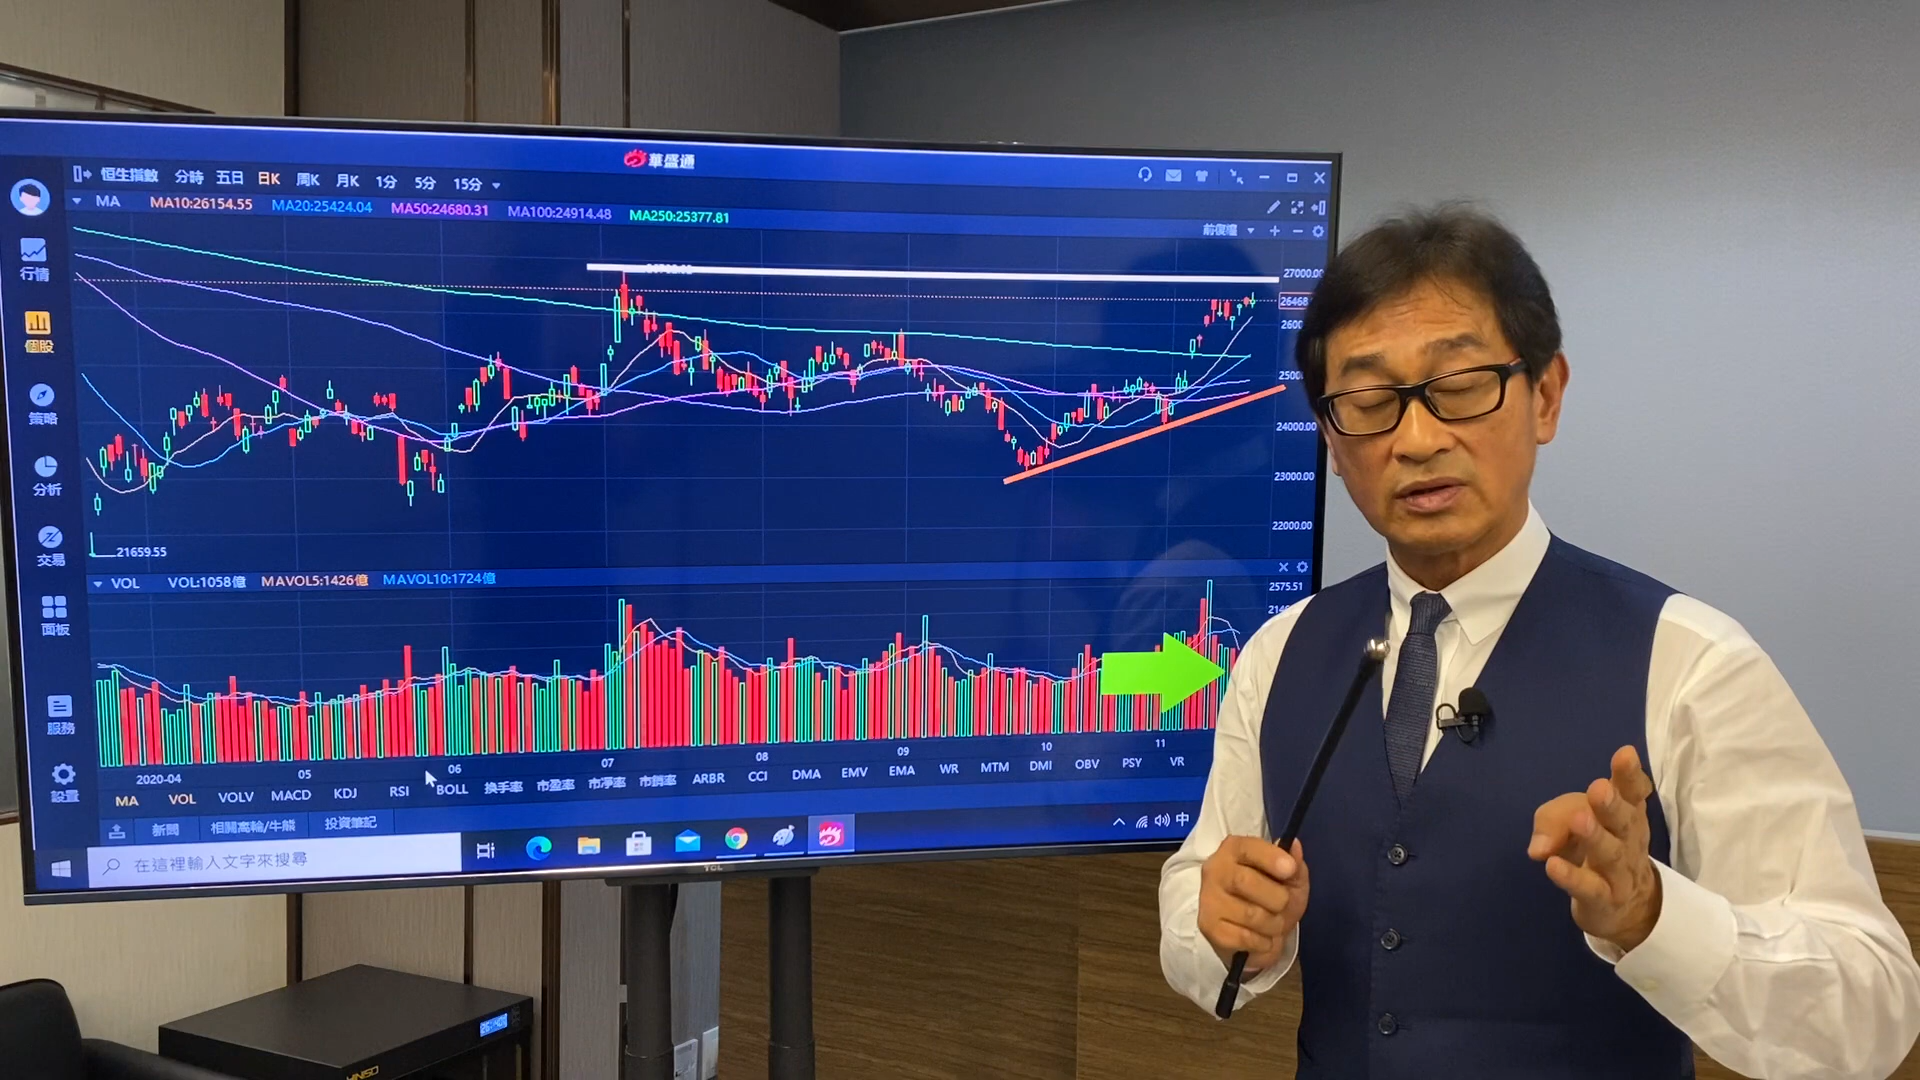 華盛通
恒生指數 分時 五日 日K 周K 月K 1分 5分 15分
MA MA10:26154.55 MA20:25424.04 MA50:24680.31 MA100:24914.48 MA250:25377.81
前復權
27000.00
26468
2600
2500
24000.00
23000.00
22000.00
21659.55
行情
個股
策略
分析
交易
面板
服務
設置
VOL VOL:1058億 MAVOL5:1426億 MAVOL10:1724億
2575.51
2020-04 05 06 07 08 09 10 11
MA VOL VOLV MACD KDJ RSI BOLL 換手率 市盈率 市淨率 市銷率 ARBR CCI DMA EMV EMA WR MTM DMI OBV PSY VR
新聞 相關窩輪/牛熊 投資筆記
在這裡輸入文字來搜尋
中
TCL